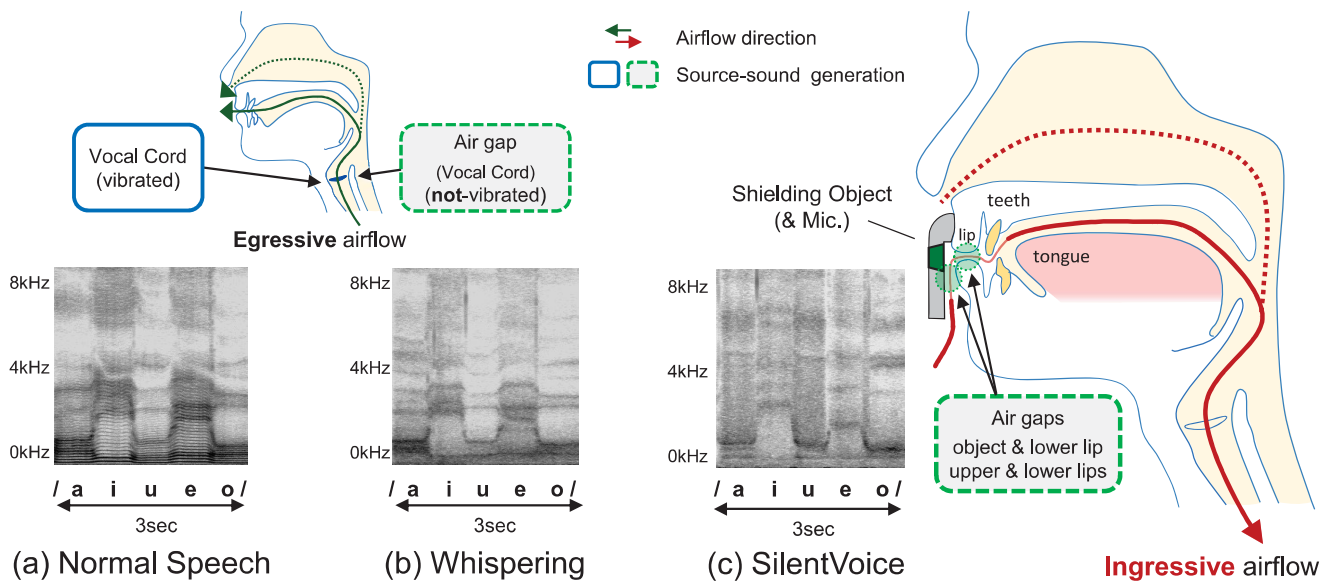 Airflow direction
Source-sound generation
Vocal Cord
(vibrated)
Air gap
(Vocal Cord)
(not-vibrated)
Egressive airflow
8kHz
4kHz
0kHz
/ a i u e o /
3sec
(a) Normal Speech
8kHz
4kHz
0kHz
/ a i u e o /
3sec
(b) Whispering
Shielding Object
(& Mic.)
teeth
lip
tongue
8kHz
4kHz
0kHz
/ a i u e o /
3sec
(c) SilentVoice
Air gaps
object & lower lip
upper & lower lips
Ingressive airflow